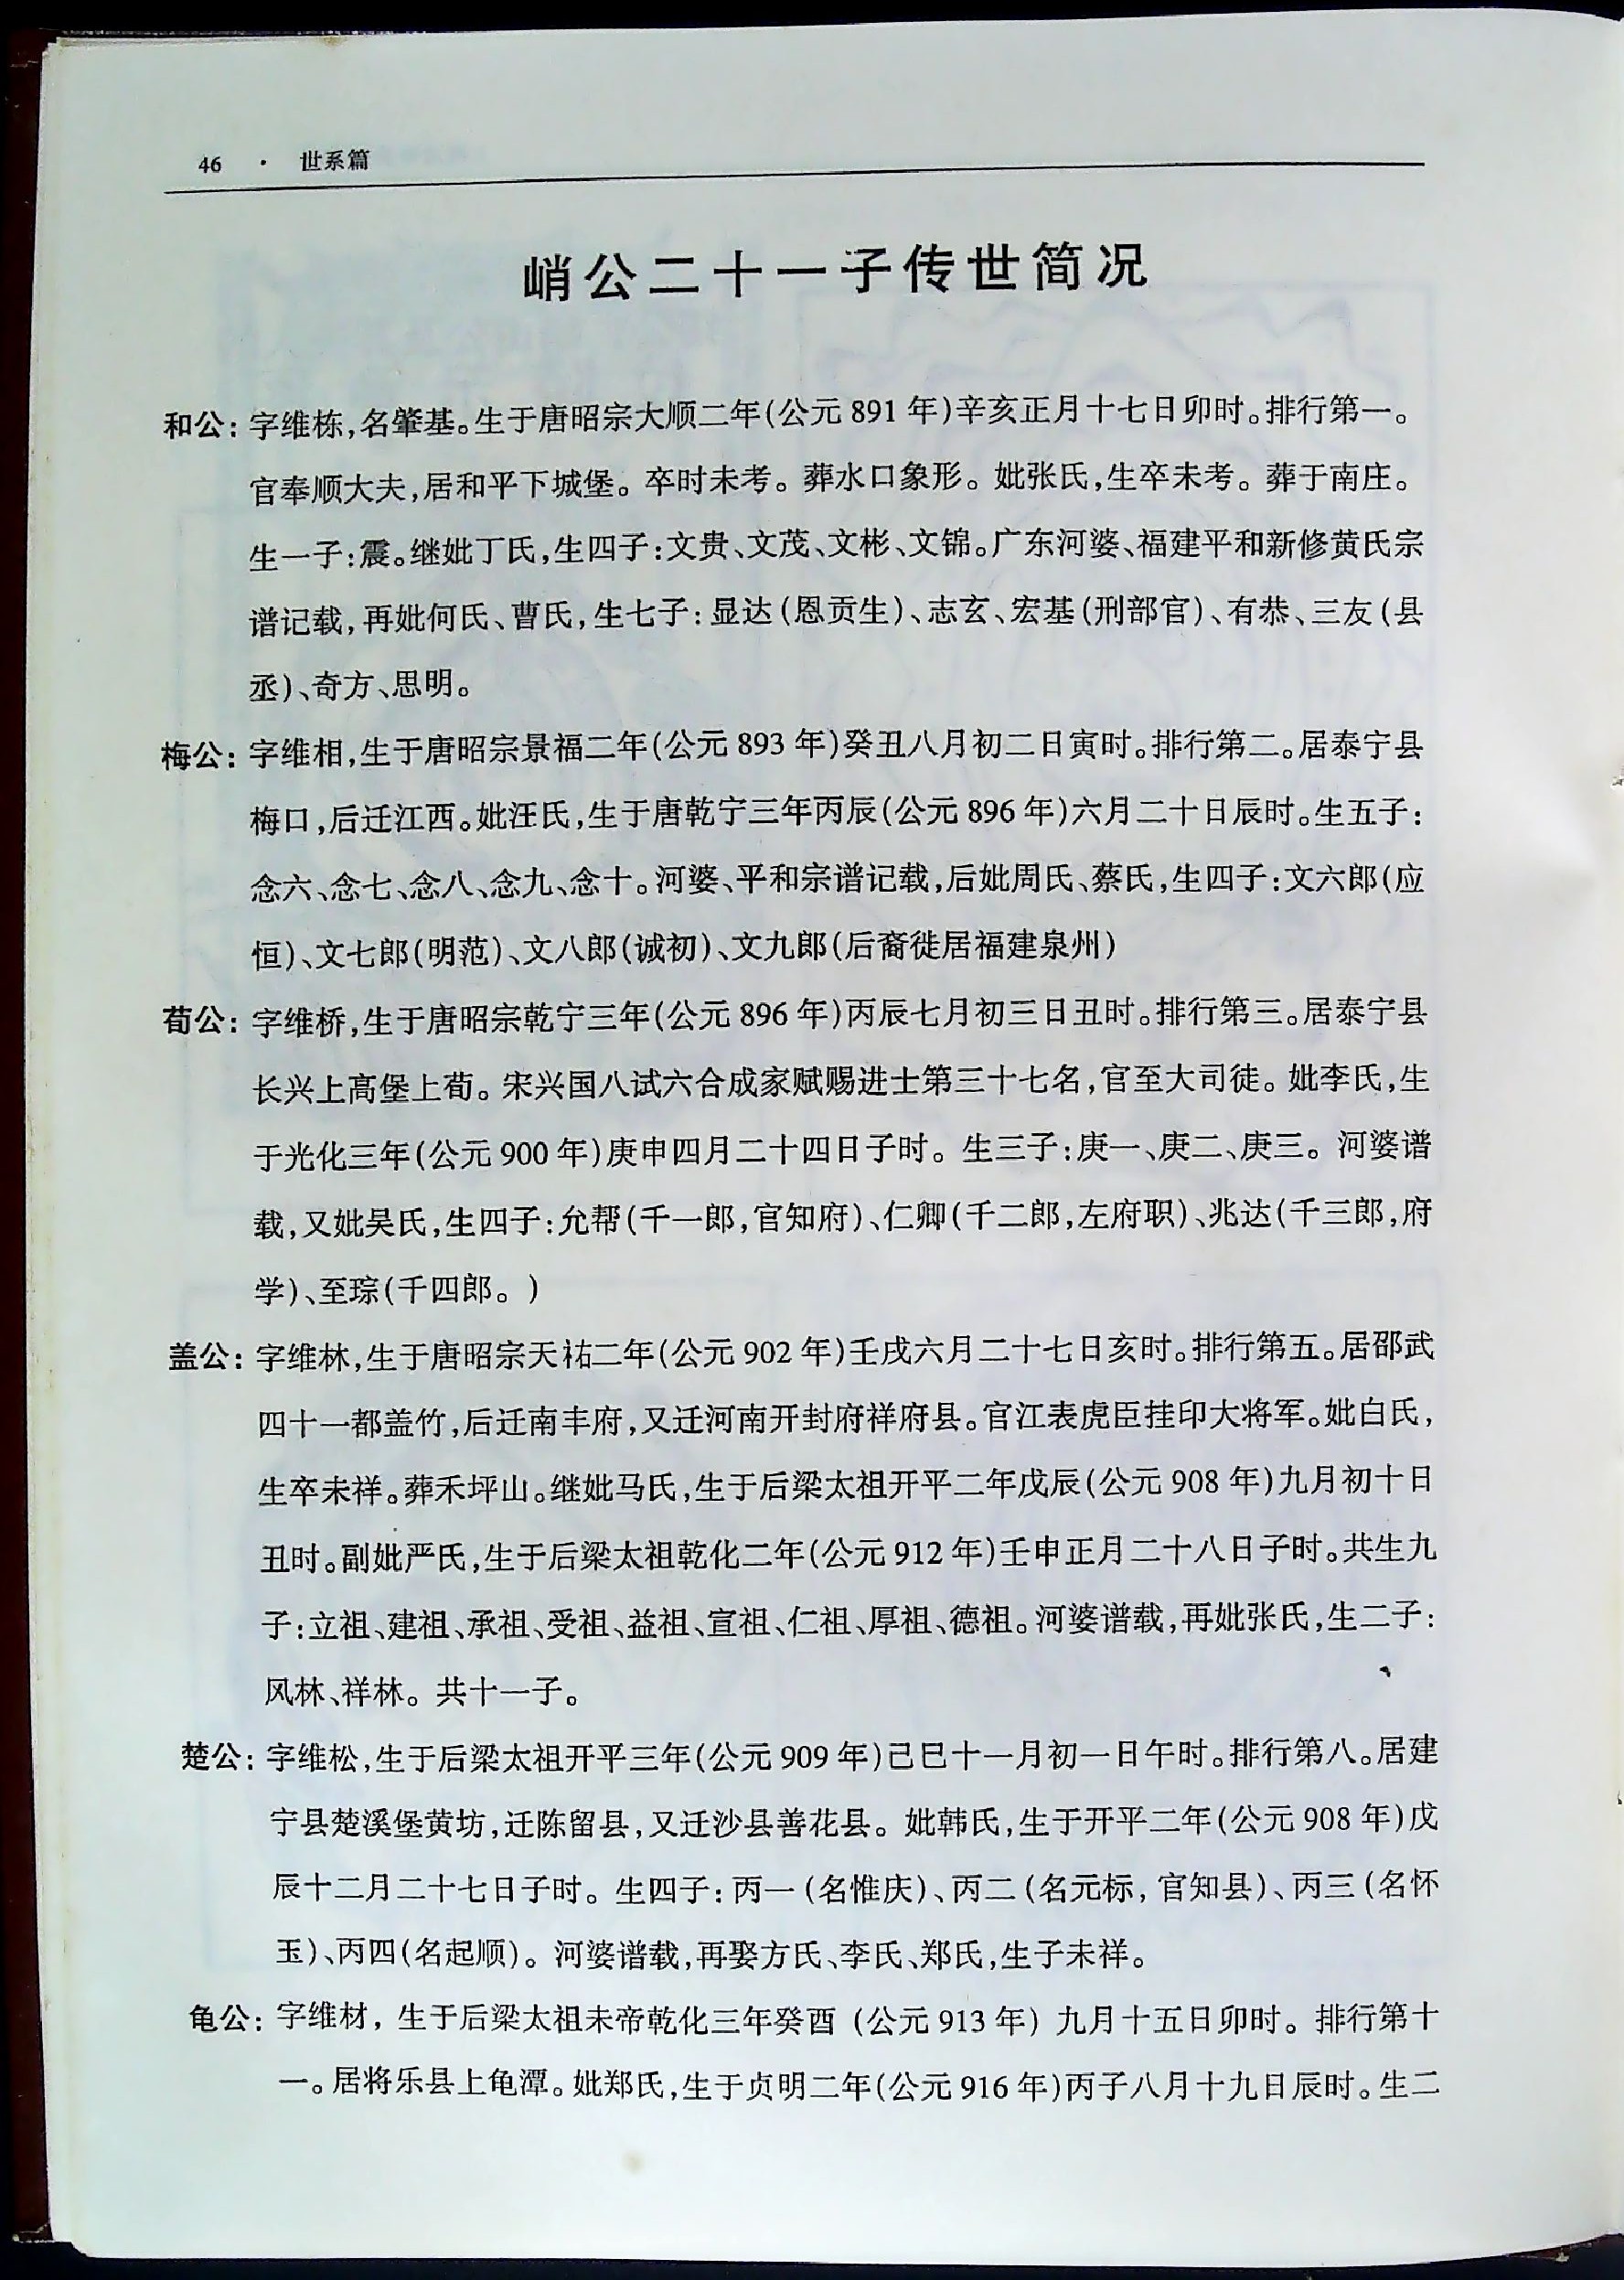 46 · 世系篇
峭公二十一子传世简况
和公：字维栋，名肇基。生于唐昭宗大顺二年（公元891年）辛亥正月十七日卯时。排行第一。
官奉顺大夫，居和平下城堡。卒时未考。葬水口象形。妣张氏，生卒未考。葬于南庄。
生一子：震。继妣丁氏，生四子：文贵、文茂、文彬、文锦。广东河婆、福建平和新修黄氏宗
谱记载，再妣何氏、曹氏，生七子：显达（恩贡生）、志玄、宏基（刑部官）、有恭、三友（县
丞）、奇方、思明。
梅公：字维相，生于唐昭宗景福二年（公元893年）癸丑八月初二日寅时。排行第二。居泰宁县
梅口，后迁江西。妣汪氏，生于唐乾宁三年丙辰（公元896年）六月二十日辰时。生五子：
念六、念七、念八、念九、念十。河婆、平和宗谱记载，后妣周氏、蔡氏，生四子：文六郎（应
恒）、文七郎（明范）、文八郎（诚初）、文九郎（后裔徙居福建泉州）
荀公：字维桥，生于唐昭宗乾宁三年（公元896年）丙辰七月初三日丑时。排行第三。居泰宁县
长兴上高堡上荀。宋兴国八试六合成家赋赐进士第三十七名，官至大司徒。妣李氏，生
于光化三年（公元900年）庚申四月二十四日子时。生三子：庚一、庚二、庚三。河婆谱
载，又妣吴氏，生四子：允帮（千一郎，官知府）、仁卿（千二郎，左府职）、兆达（千三郎，府
学）、至琮（千四郎。）
盖公：字维林，生于唐昭宗天祐二年（公元902年）壬戌六月二十七日亥时。排行第五。居邵武
四十一都盖竹，后迁南丰府，又迁河南开封府祥府县。官江表虎臣挂印大将军。妣白氏，
生卒未祥。葬禾坪山。继妣马氏，生于后梁太祖开平二年戊辰（公元908年）九月初十日
丑时。副妣严氏，生于后梁太祖乾化二年（公元912年）壬申正月二十八日子时。共生九
子：立祖、建祖、承祖、受祖、益祖、宣祖、仁祖、厚祖、德祖。河婆谱载，再妣张氏，生二子：
风林、祥林。共十一子。
楚公：字维松，生于后梁太祖开平三年（公元909年）己巳十一月初一日午时。排行第八。居建
宁县楚溪堡黄坊，迁陈留县，又迁沙县善花县。妣韩氏，生于开平二年（公元908年）戊
辰十二月二十七日子时。生四子：丙一（名惟庆）、丙二（名元标，官知县）、丙三（名怀
玉）、丙四（名起顺）。河婆谱载，再娶方氏、李氏、郑氏，生子未祥。
龟公：字维材，生于后梁太祖末帝乾化三年癸酉（公元913年）九月十五日卯时。排行第十
一。居将乐县上龟潭。妣郑氏，生于贞明二年（公元916年）丙子八月十九日辰时。生二